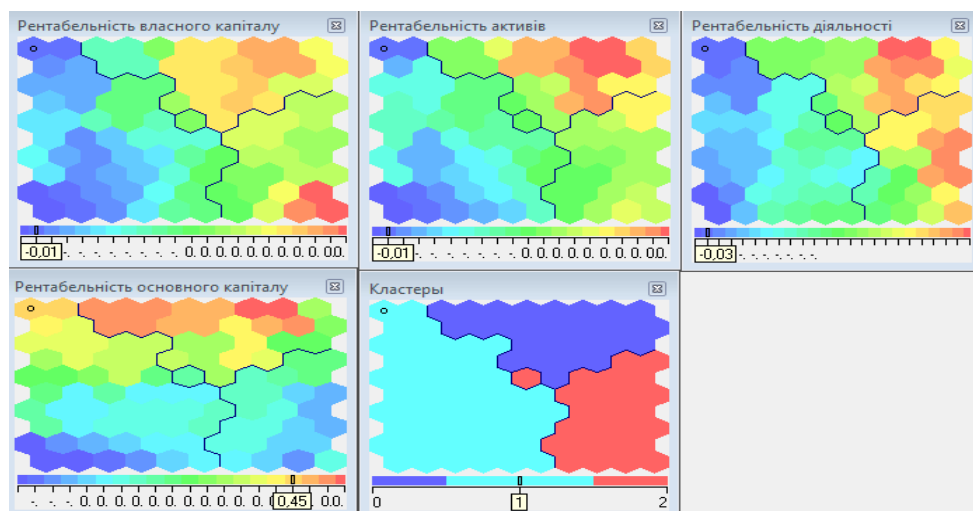 Рентабельність власного капіталу
Рентабельність активів
Рентабельність діяльності
-0,01
-0,01
-0,03
Рентабельність основного капіталу
Кластеры
0,45
0 1 2